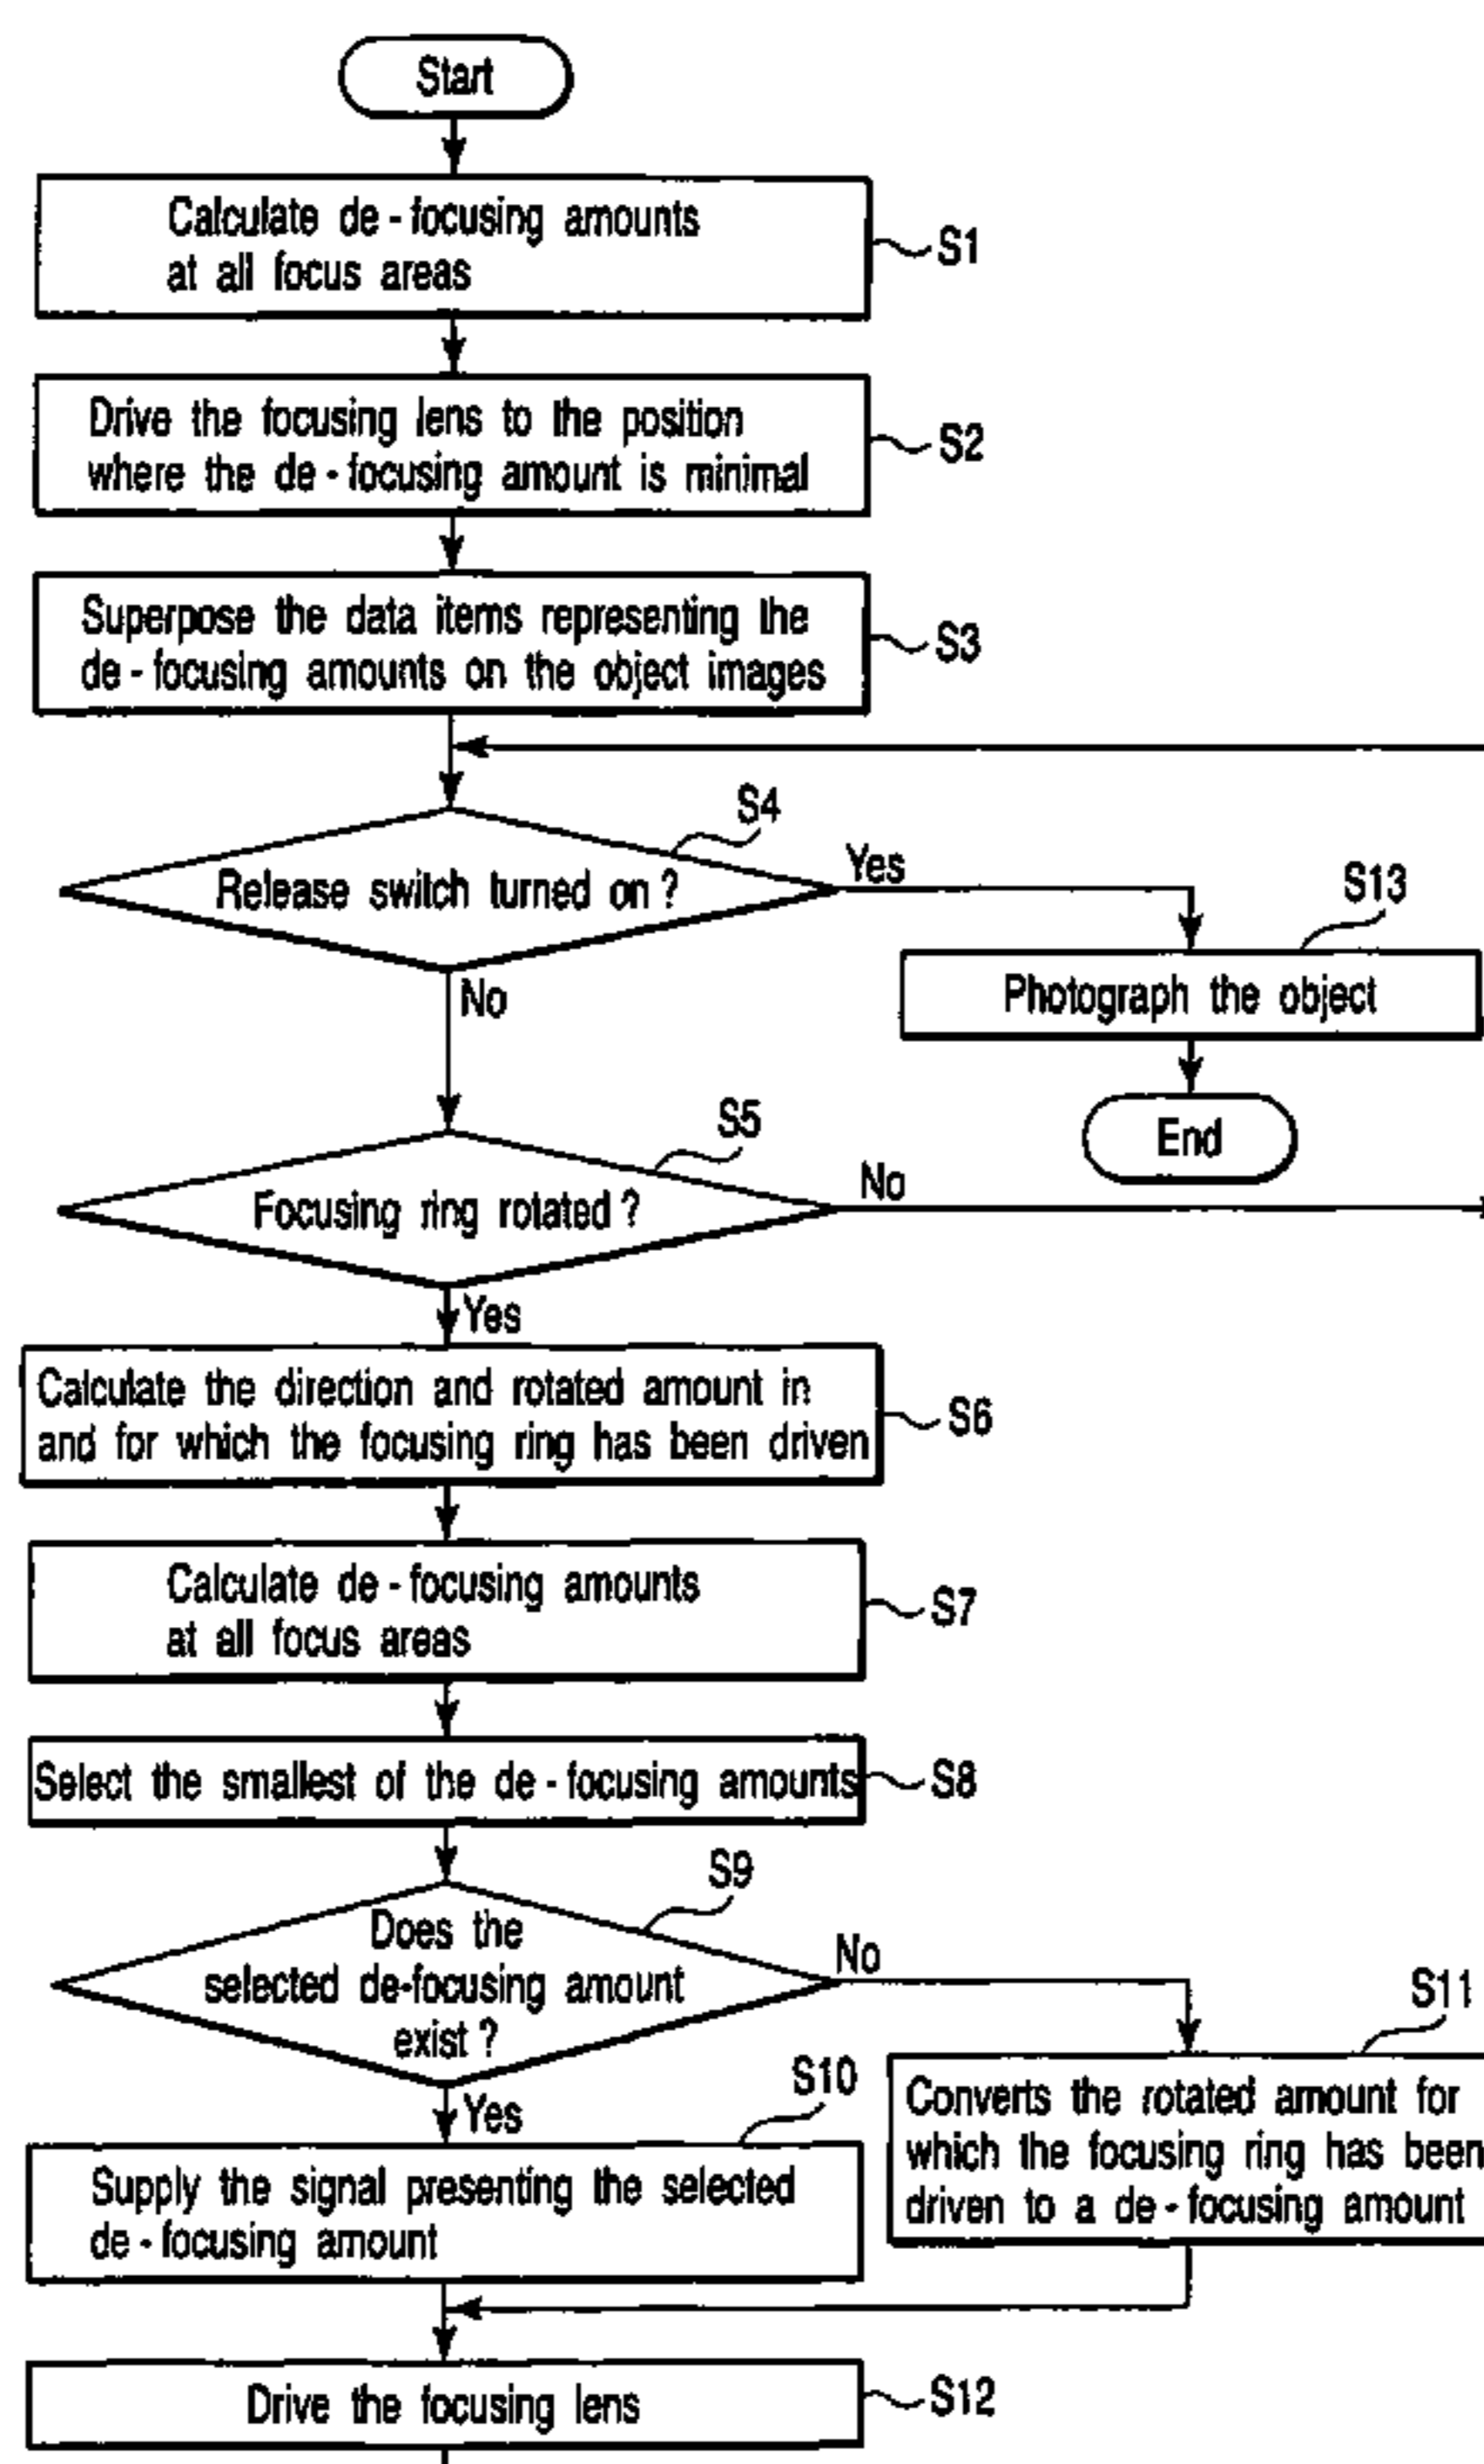 Start
Calculate de-focusing amounts
at all focus areas
S1
Drive the focusing lens to the position
where the de-focusing amount is minimal
S2
Superpose the data items representing the
de-focusing amounts on the object images
S3
S4
Release switch turned on?
Yes
No
S13
Photograph the object
End
S5
Focusing ring rotated?
No
Yes
Calculate the direction and rotated amount in
and for which the focusing ring has been driven
S6
Calculate de-focusing amounts
at all focus areas
S7
Select the smallest of the de-focusing amounts
S8
S9
Does the
selected de-focusing amount
exist?
No
Yes
S11
Converts the rotated amount for
which the focusing ring has been
driven to a de-focusing amount
S10
Supply the signal presenting the selected
de-focusing amount
Drive the focusing lens
S12